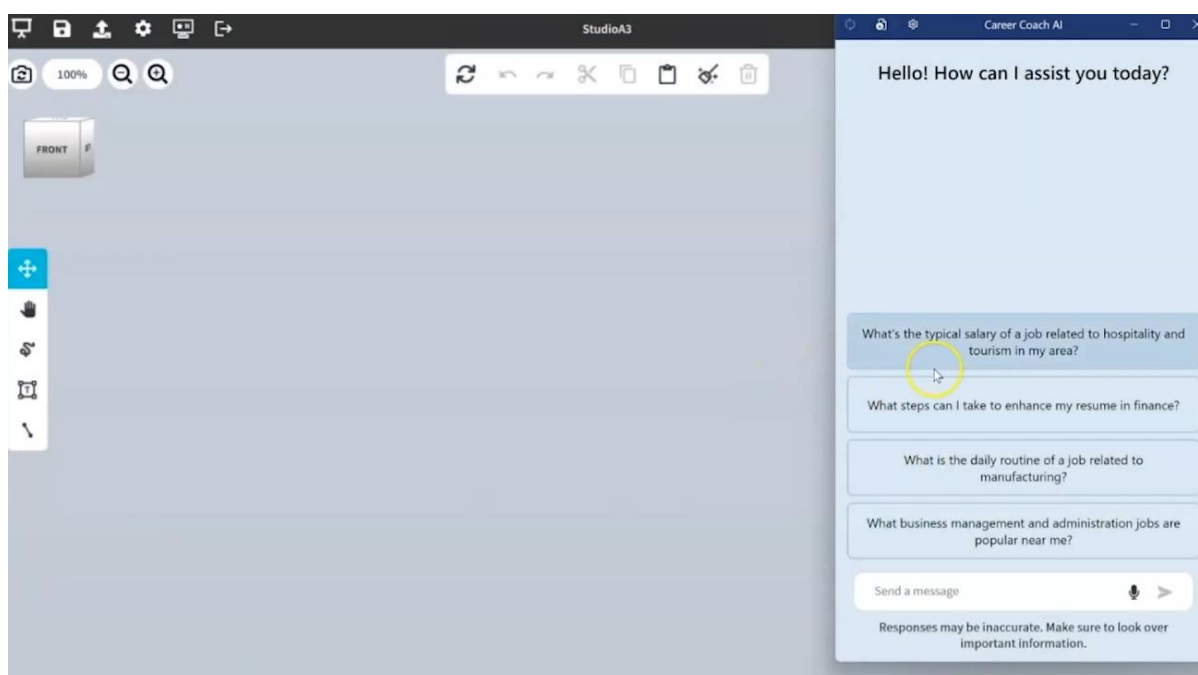 StudioA3
Career Coach AI
100%
Hello! How can I assist you today?
FRONT
T
What's the typical salary of a job related to hospitality and
tourism in my area?
What steps can I take to enhance my resume in finance?
What is the daily routine of a job related to
manufacturing?
What business management and administration jobs are
popular near me?
Send a message
Responses may be inaccurate. Make sure to look over
important information.